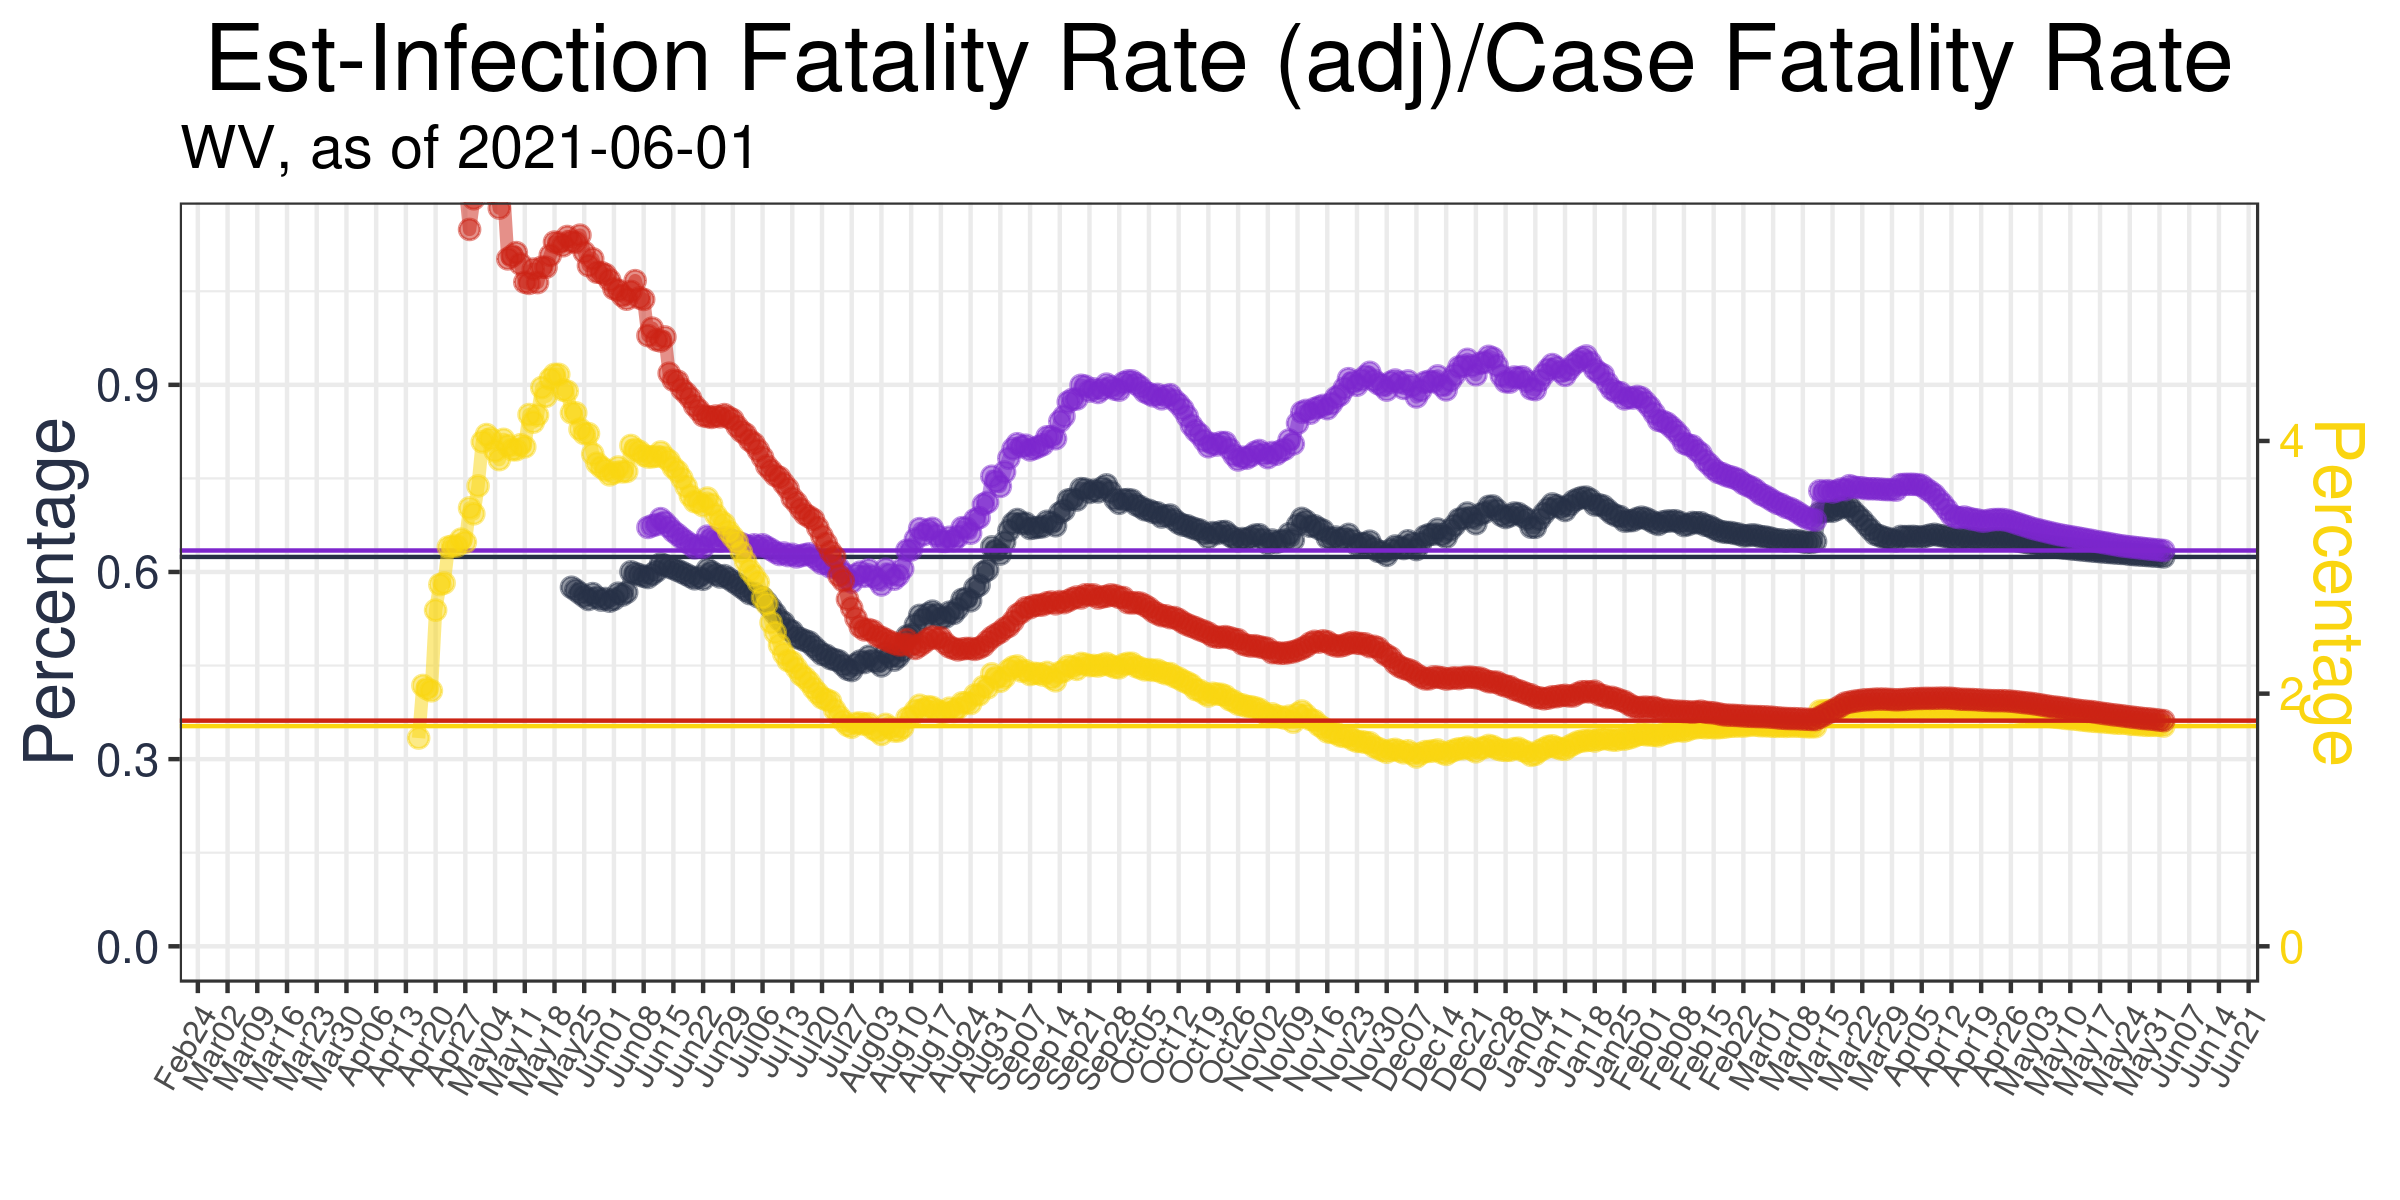 Est-Infection Fatality Rate (adj)/Case Fatality Rate
WV, as of 2021-06-01
Percentage
0.9
0.6
0.3
0.0
4
2
0
Percentage
Feb24
Mar02
Mar09
Mar16
Mar23
Mar30
Apr06
Apr13
Apr20
Apr27
May04
May11
May18
May25
Jun01
Jun08
Jun15
Jun22
Jun29
Jul06
Jul13
Jul20
Jul27
Aug03
Aug10
Aug17
Aug24
Aug31
Sep07
Sep14
Sep21
Sep28
Oct05
Oct12
Oct19
Oct26
Nov02
Nov09
Nov16
Nov23
Nov30
Dec07
Dec14
Dec21
Dec28
Jan04
Jan11
Jan18
Jan25
Feb01
Feb08
Feb15
Feb22
Mar01
Mar08
Mar15
Mar22
Mar29
Apr05
Apr12
Apr19
Apr26
May03
May10
May17
May24
May31
Jun07
Jun14
Jun21